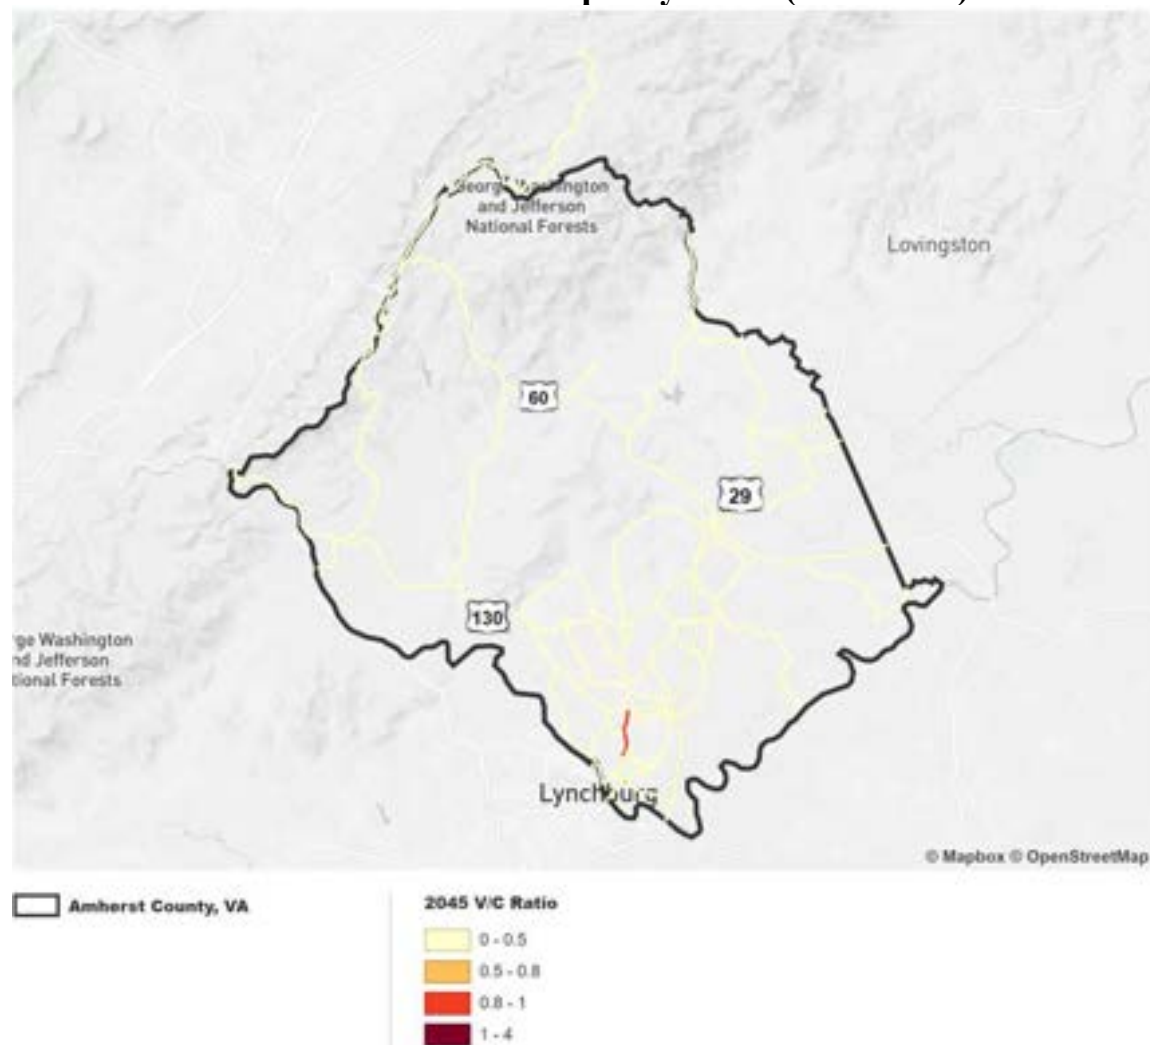 George Washington
and Jefferson
National Forests
Lovingston
60
29
130
rge Washington
nd Jefferson
tional Forests
Lynchburg
© Mapbox © OpenStreetMap
Amherst County, VA
2045 V/C Ratio
0 - 0.5
0.5 - 0.8
0.8 - 1
1 - 4